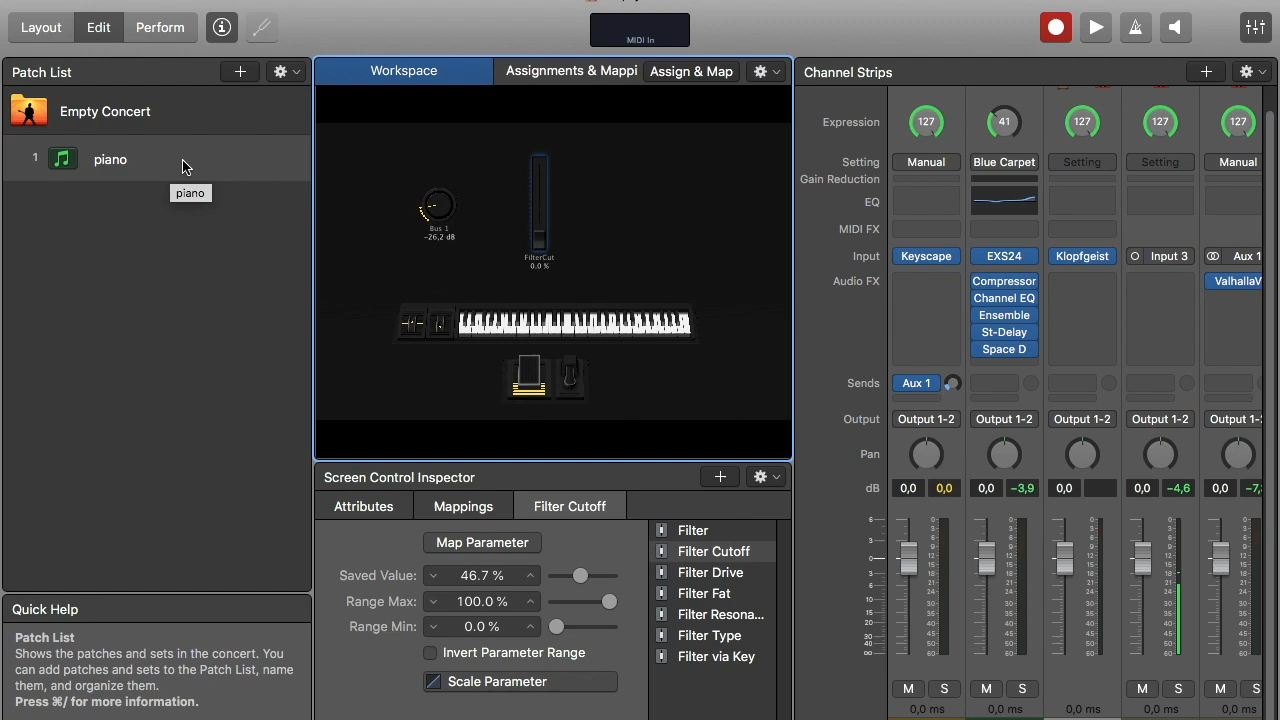 Layout Edit Perform
MIDI In
Patch List
Workspace Assignments & Mappi Assign & Map
Channel Strips
Empty Concert
1 piano
piano
Bus 1
-26,2 dB
FilterCut
0.0 %
Expression 127 41 127 127 127
Setting Manual Blue Carpet Setting Setting Manual
Gain Reduction
EQ
MIDI FX
Input Keyscape EXS24 Klopfgeist Input 3 Aux 1
Audio FX Compressor ValhallaV
Channel EQ
Ensemble
St-Delay
Space D
Sends Aux 1
Output Output 1-2 Output 1-2 Output 1-2 Output 1-2 Output 1-
Pan
dB 0,0 0,0 0,0 -3,9 0,0 0,0 -4,6 0,0 -7,
Screen Control Inspector
Attributes Mappings Filter Cutoff
Map Parameter
Saved Value: 46.7 %
Range Max: 100.0 %
Range Min: 0.0 %
Invert Parameter Range
Scale Parameter
Filter
Filter Cutoff
Filter Drive
Filter Fat
Filter Resona...
Filter Type
Filter via Key
M S M S M S M S
0,0 ms 0,0 ms 0,0 ms 0,0 ms 0,0 ms
Quick Help
Patch List
Shows the patches and sets in the concert. You
can add patches and sets to the Patch List, name
them, and organize them.
Press ⌘/ for more information.